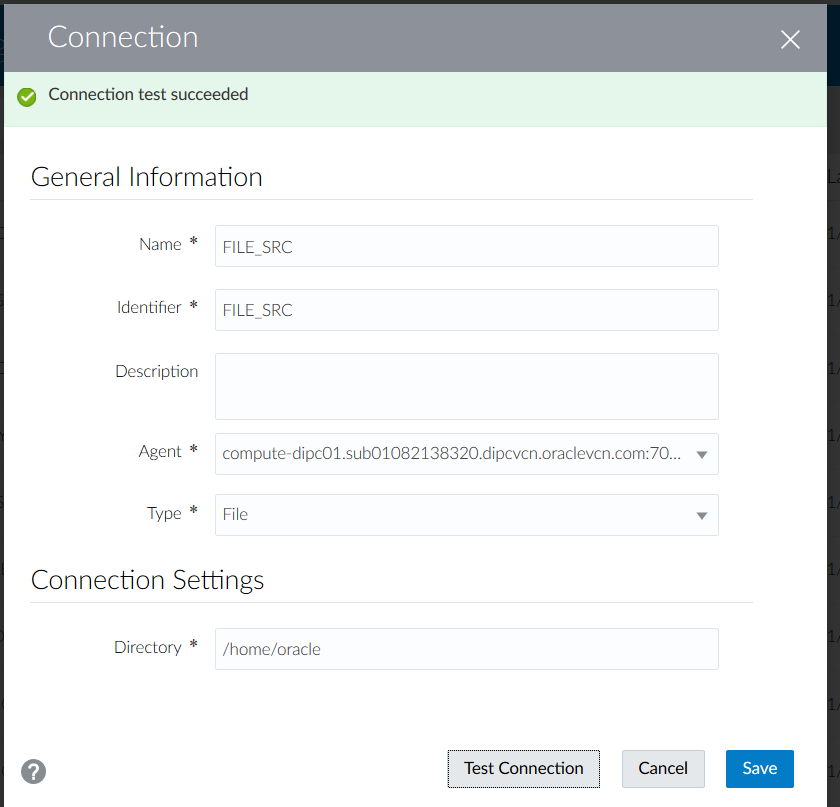 Connection
Connection test succeeded
General Information
Name *
FILE_SRC
Identifier *
FILE_SRC
Description
Agent *
compute-dipc01.sub01082138320.dipcvcn.oraclevcn.com:70...
Type *
File
Connection Settings
Directory *
/home/oracle
?
Test Connection
Cancel
Save